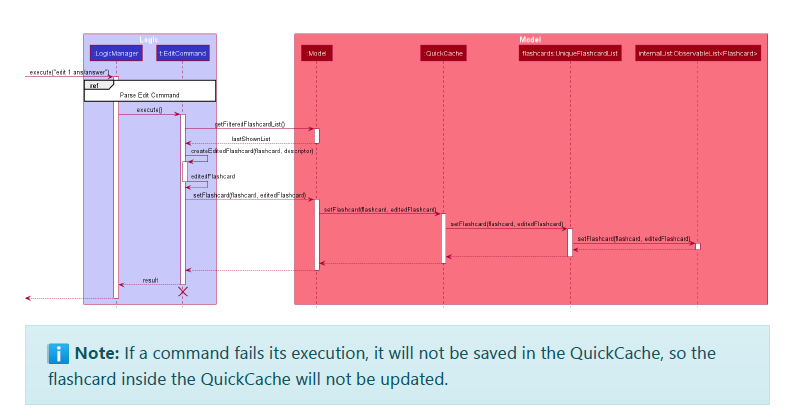 Logic
Model
:LogicManager
t:EditCommand
:Model
:QuickCache
flashcards:UniqueFlashcardList
internalList:ObservableList<Flashcard>
execute("edit 1 ans/answer")
ref
Parse Edit Command
execute()
getFilteredFlashcardList()
lastShownList
createEditedFlashcard(flashcard, descriptor)
editedFlashcard
setFlashcard(flashcard, editedFlashcard)
setFlashcard(flashcard, editedFlashcard)
setFlashcard(flashcard, editedFlashcard)
setFlashcard(flashcard, editedFlashcard)
result
i Note: If a command fails its execution, it will not be saved in the QuickCache, so the
flashcard inside the QuickCache will not be updated.